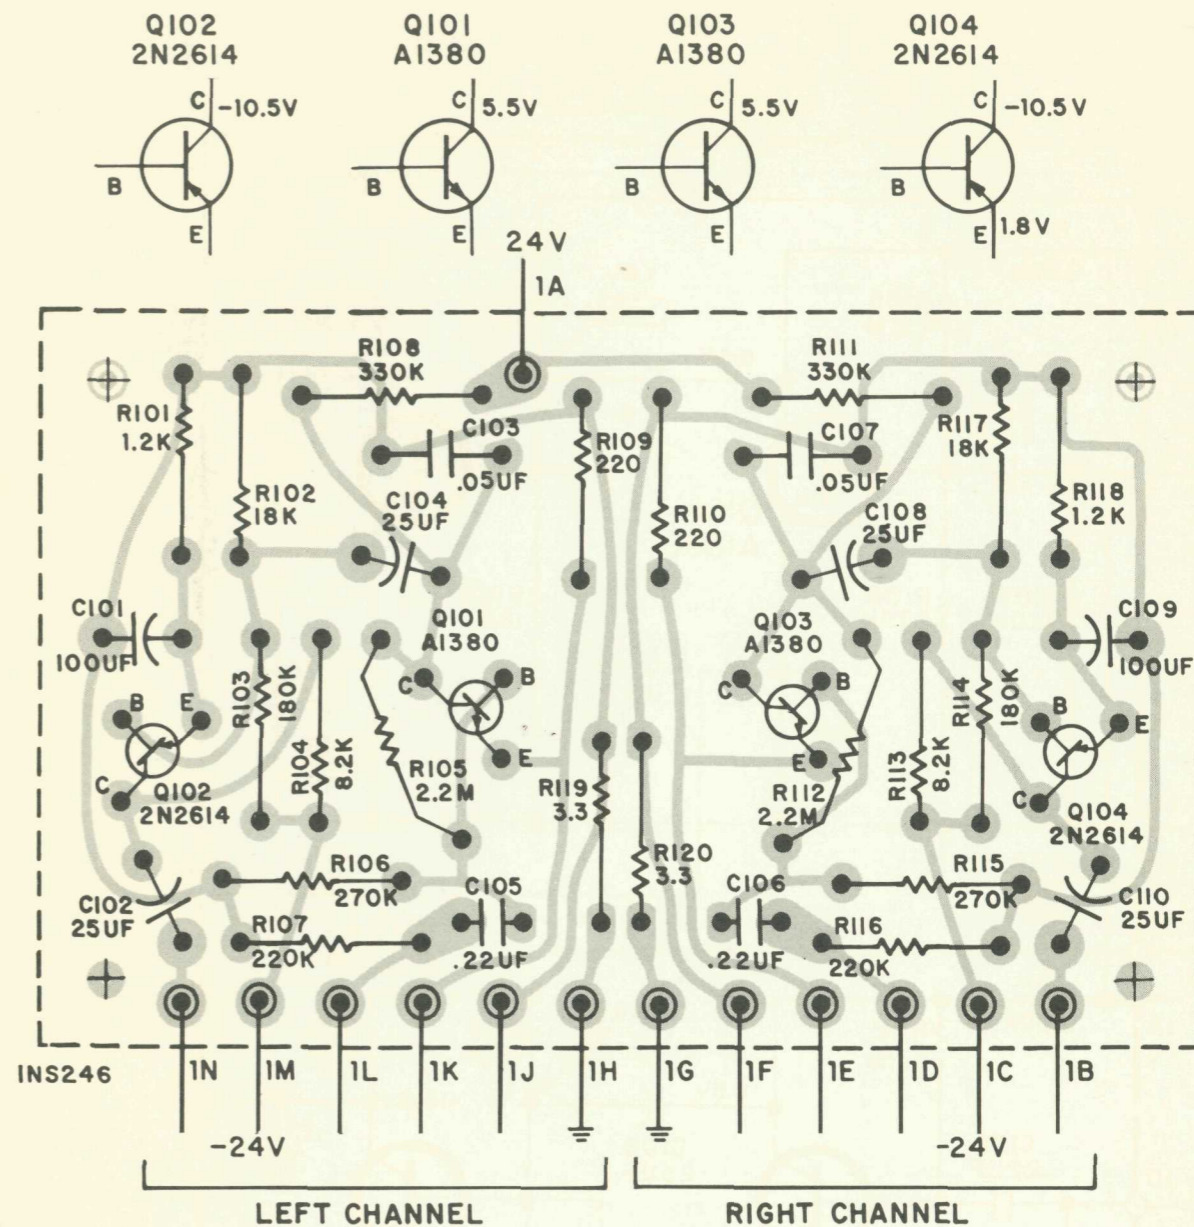 Q102
2N2614
C -10.5V
B
E
Q101
A1380
C 5.5V
B
E
Q103
A1380
C 5.5V
B
E
Q104
2N2614
C -10.5V
B
E 1.8V
24V
1A
R108
330K
R111
330K
R101
1.2K
C103
.05UF
R109
220
C107
.05UF
R117
18K
R102
18K
C104
25UF
R110
220
C108
25UF
R118
1.2K
C101
100UF
Q101
A1380
Q103
A1380
C109
100UF
C
B
E
C
B
E
B
E
C
B
E
C
R103
180K
R104
8.2K
R105
2.2M
R119
3.3
R112
2.2M
R113
8.2K
R114
180K
Q102
2N2614
Q104
2N2614
R120
3.3
R106
270K
R115
270K
C102
25UF
R107
220K
C105
.22UF
C106
.22UF
R116
220K
C110
25UF
INS246
1N 1M 1L 1K 1J 1H 1G 1F 1E 1D 1C 1B
-24V -24V
LEFT CHANNEL RIGHT CHANNEL